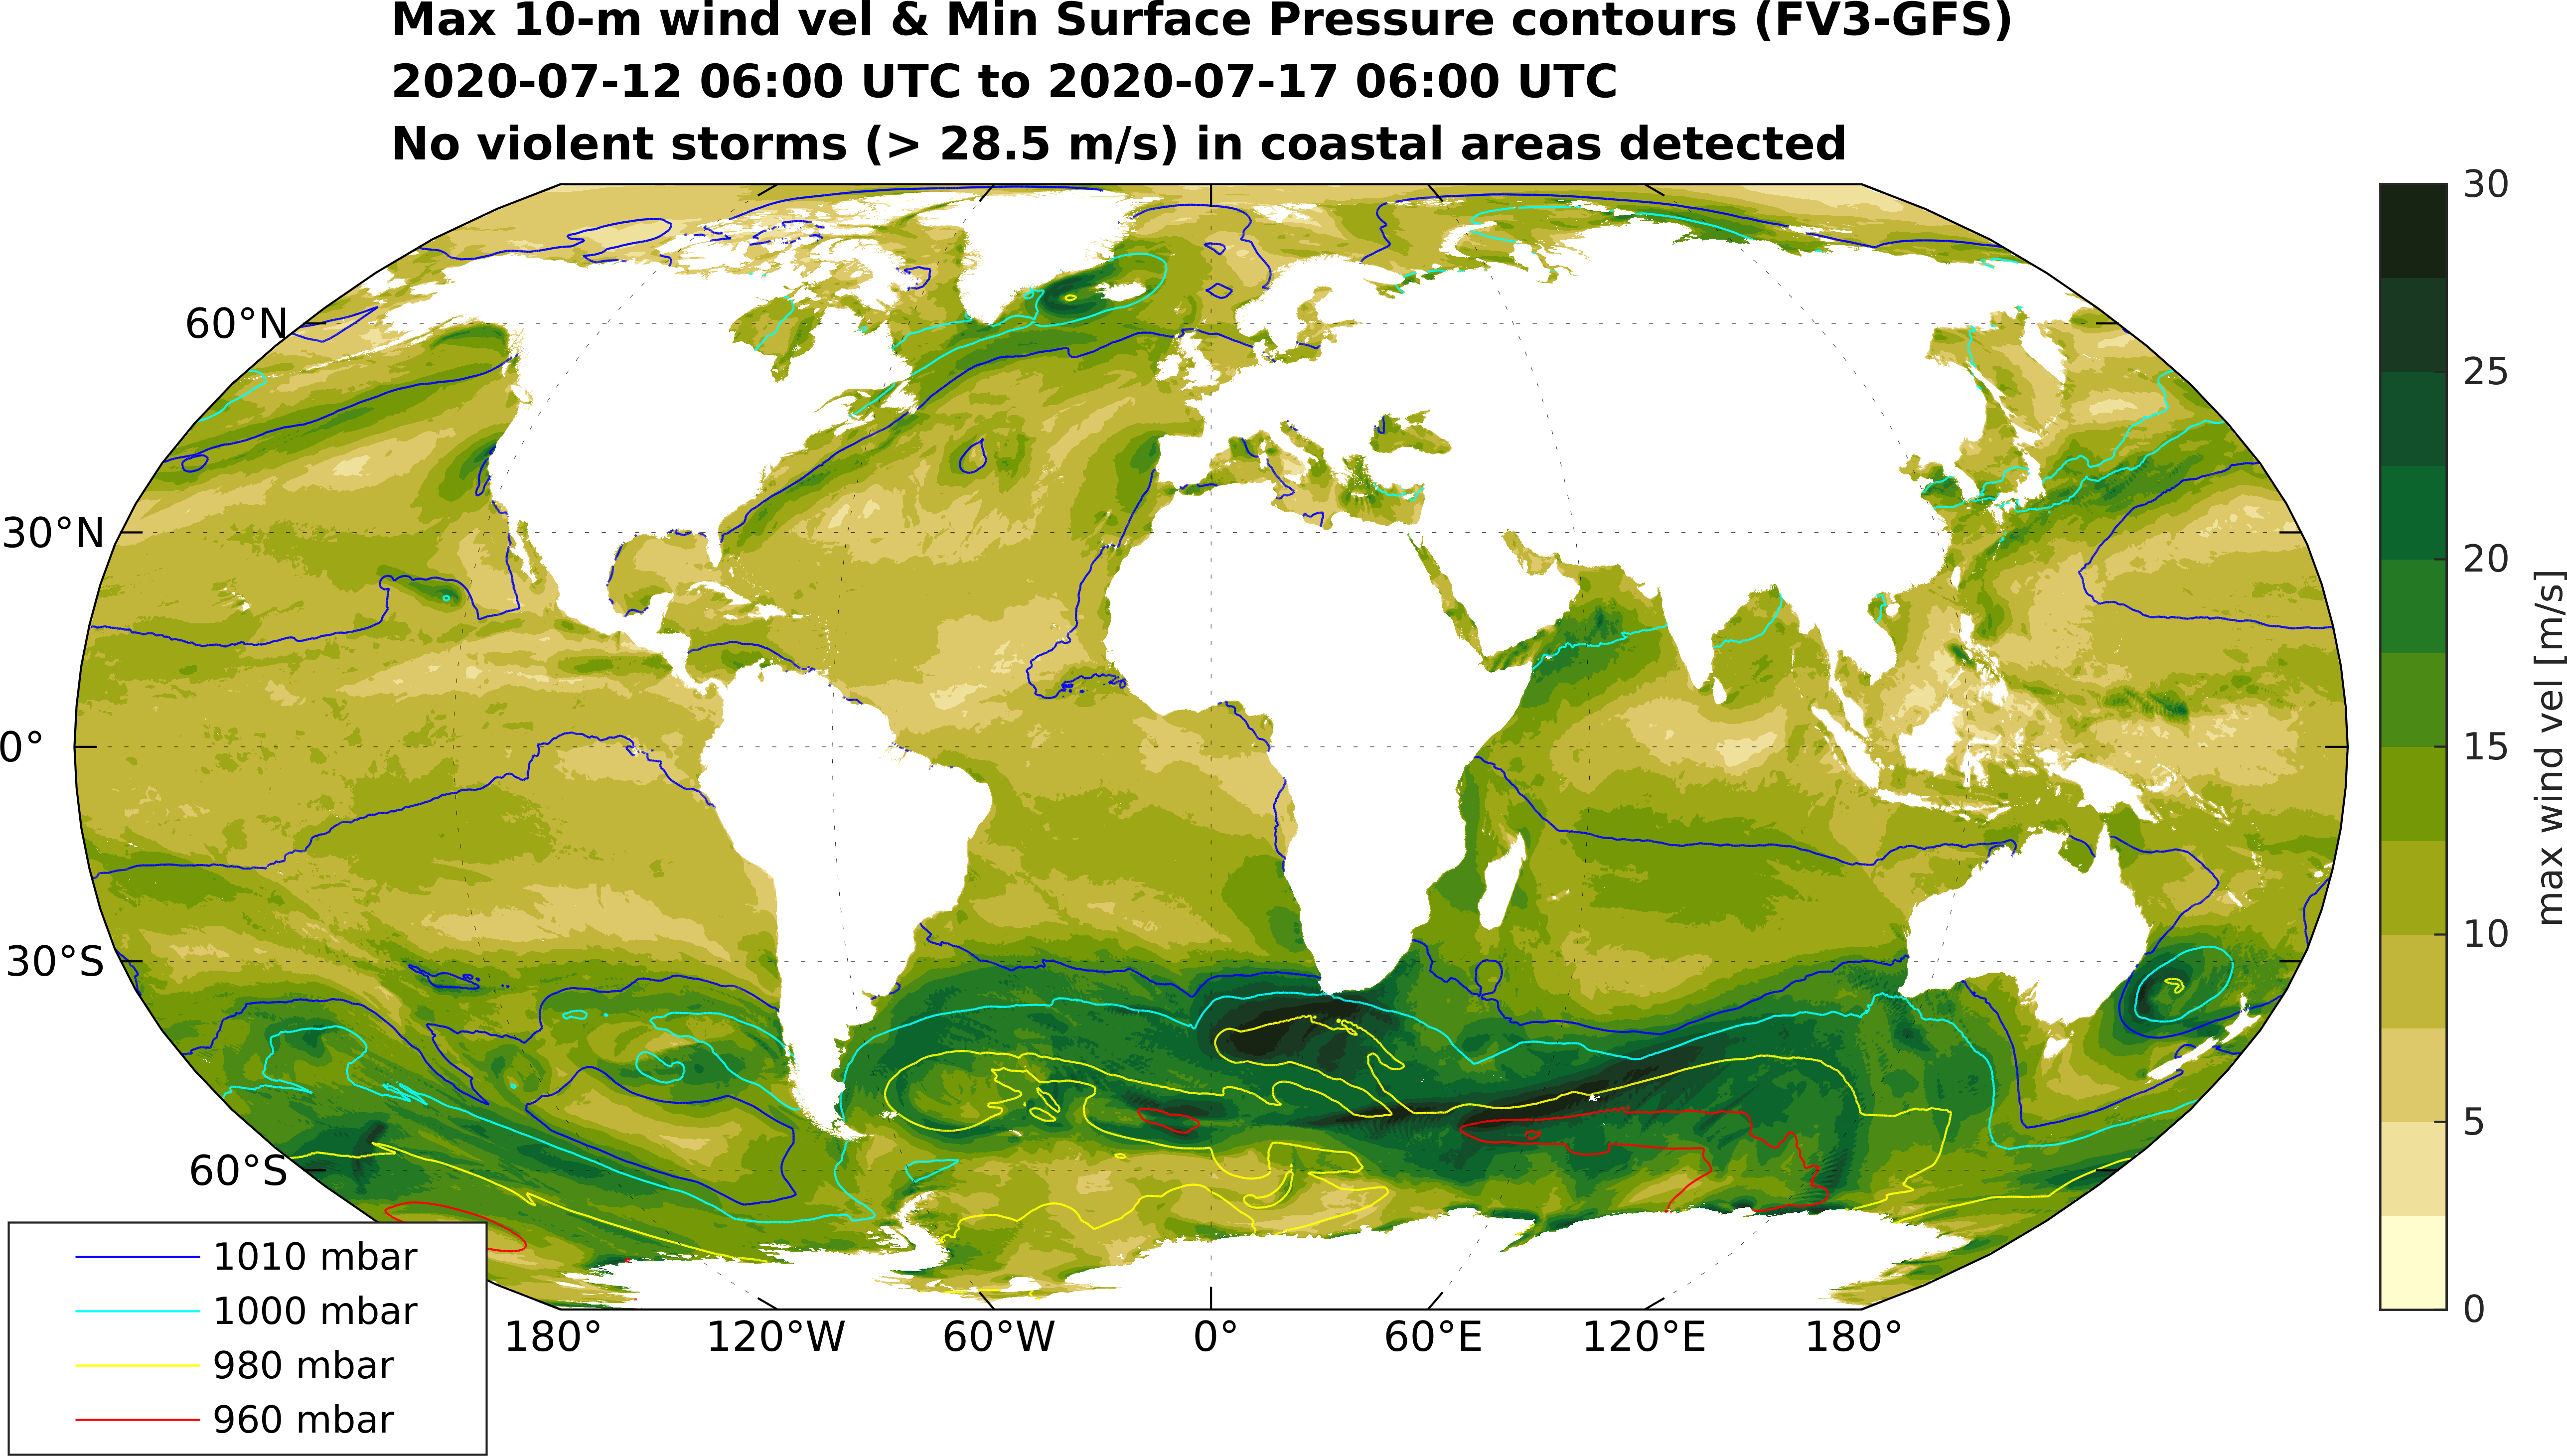 Max 10-m wind vel & Min Surface Pressure contours (FV3-GFS)
2020-07-12 06:00 UTC to 2020-07-17 06:00 UTC
No violent storms (> 28.5 m/s) in coastal areas detected
60°N
30°N
0°
30°S
60°S
180°
120°W
60°W
0°
60°E
120°E
180°
1010 mbar
1000 mbar
980 mbar
960 mbar
30
25
20
15
10
5
0
max wind vel [m/s]